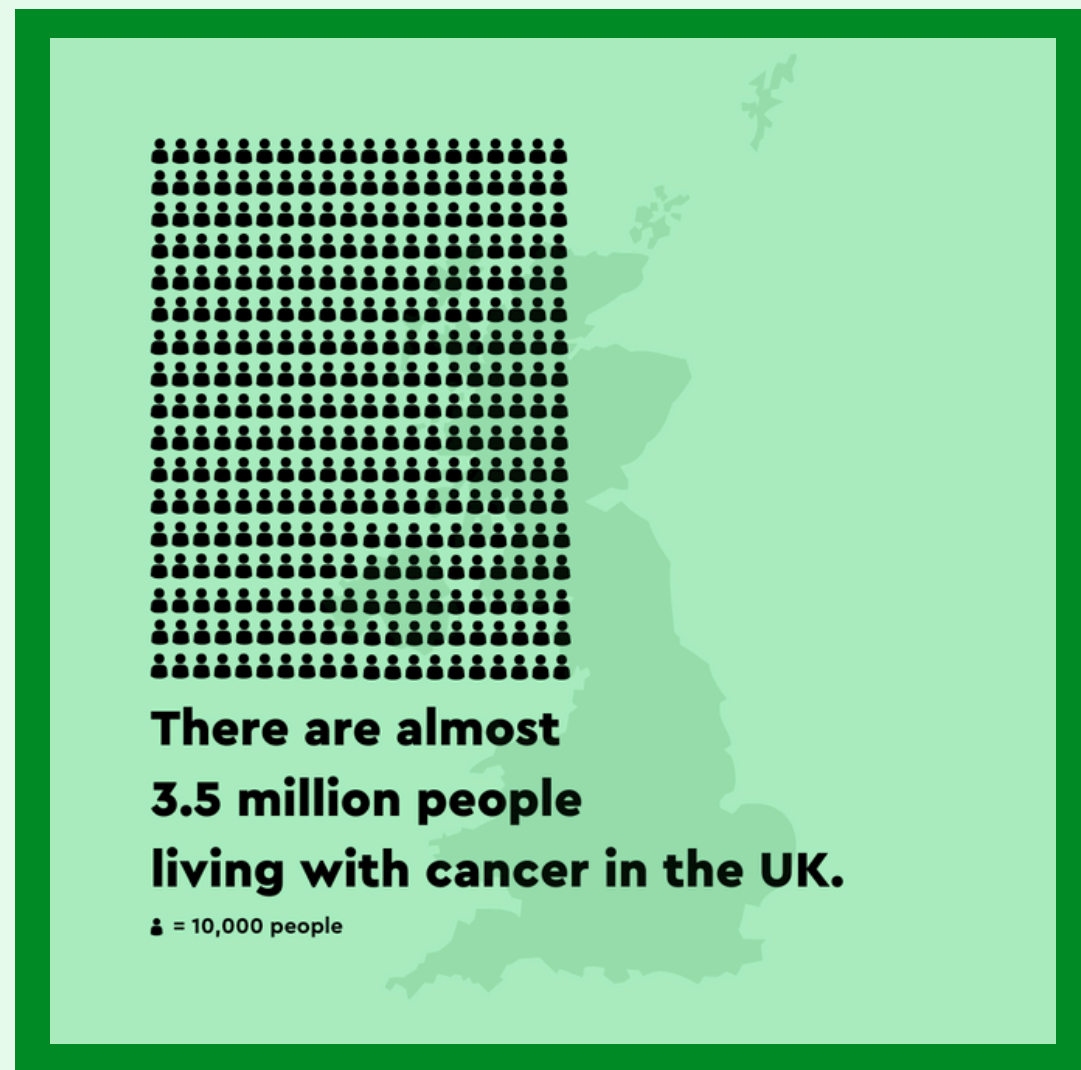 There are almost
3.5 million people
living with cancer in the UK.
= 10,000 people